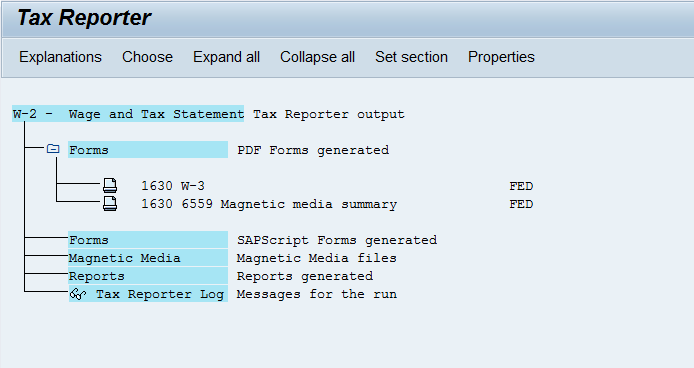 Tax Reporter
Explanations Choose Expand all Collapse all Set section Properties
W-2 - Wage and Tax Statement Tax Reporter output
Forms PDF Forms generated
1630 W-3 FED
1630 6559 Magnetic media summary FED
Forms SAPScript Forms generated
Magnetic Media Magnetic Media files
Reports Reports generated
Tax Reporter Log Messages for the run